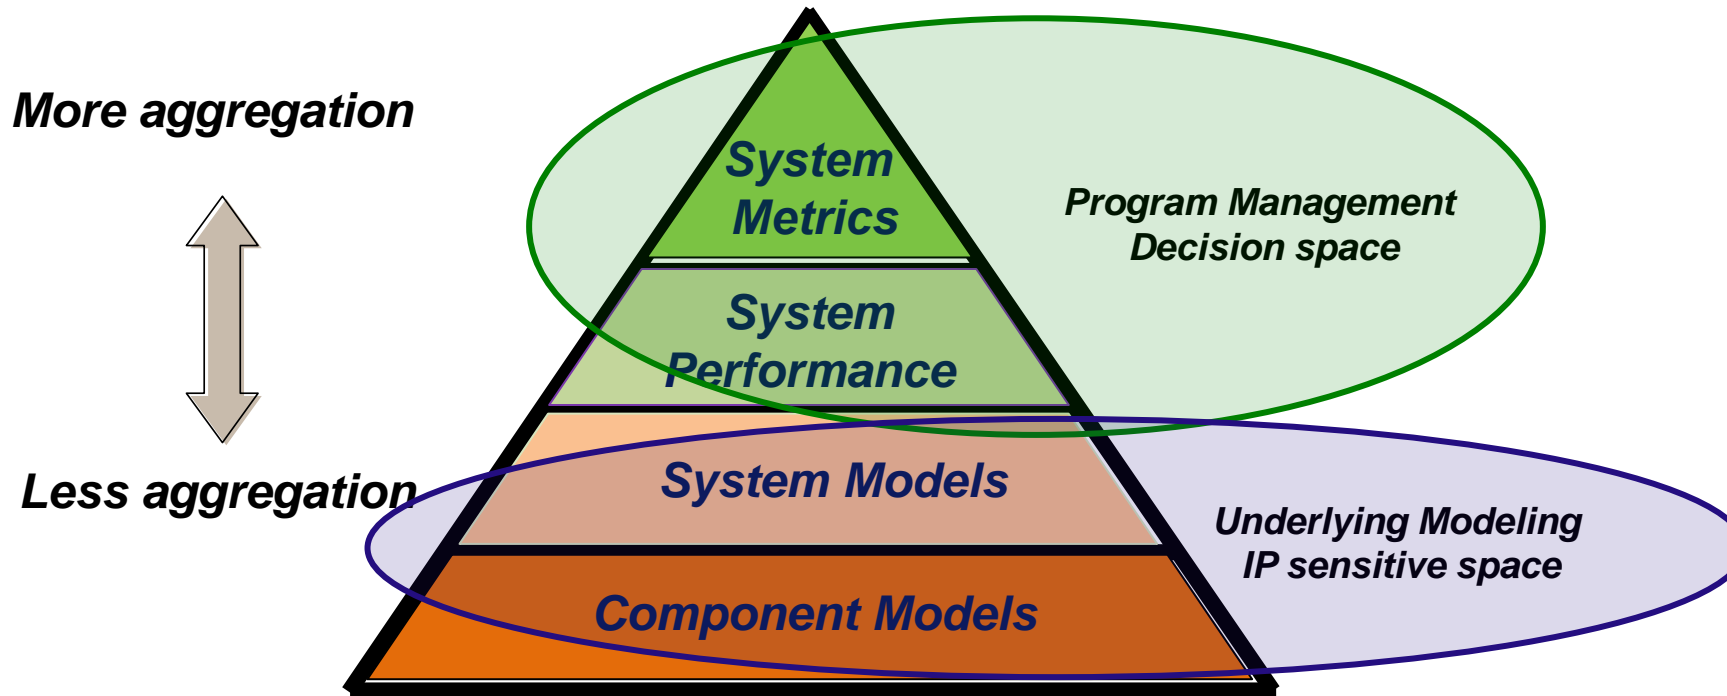 More aggregation
System
Metrics
Program Management
Decision space
System
Performance
Less aggregation
System Models
Underlying Modeling
IP sensitive space
Component Models